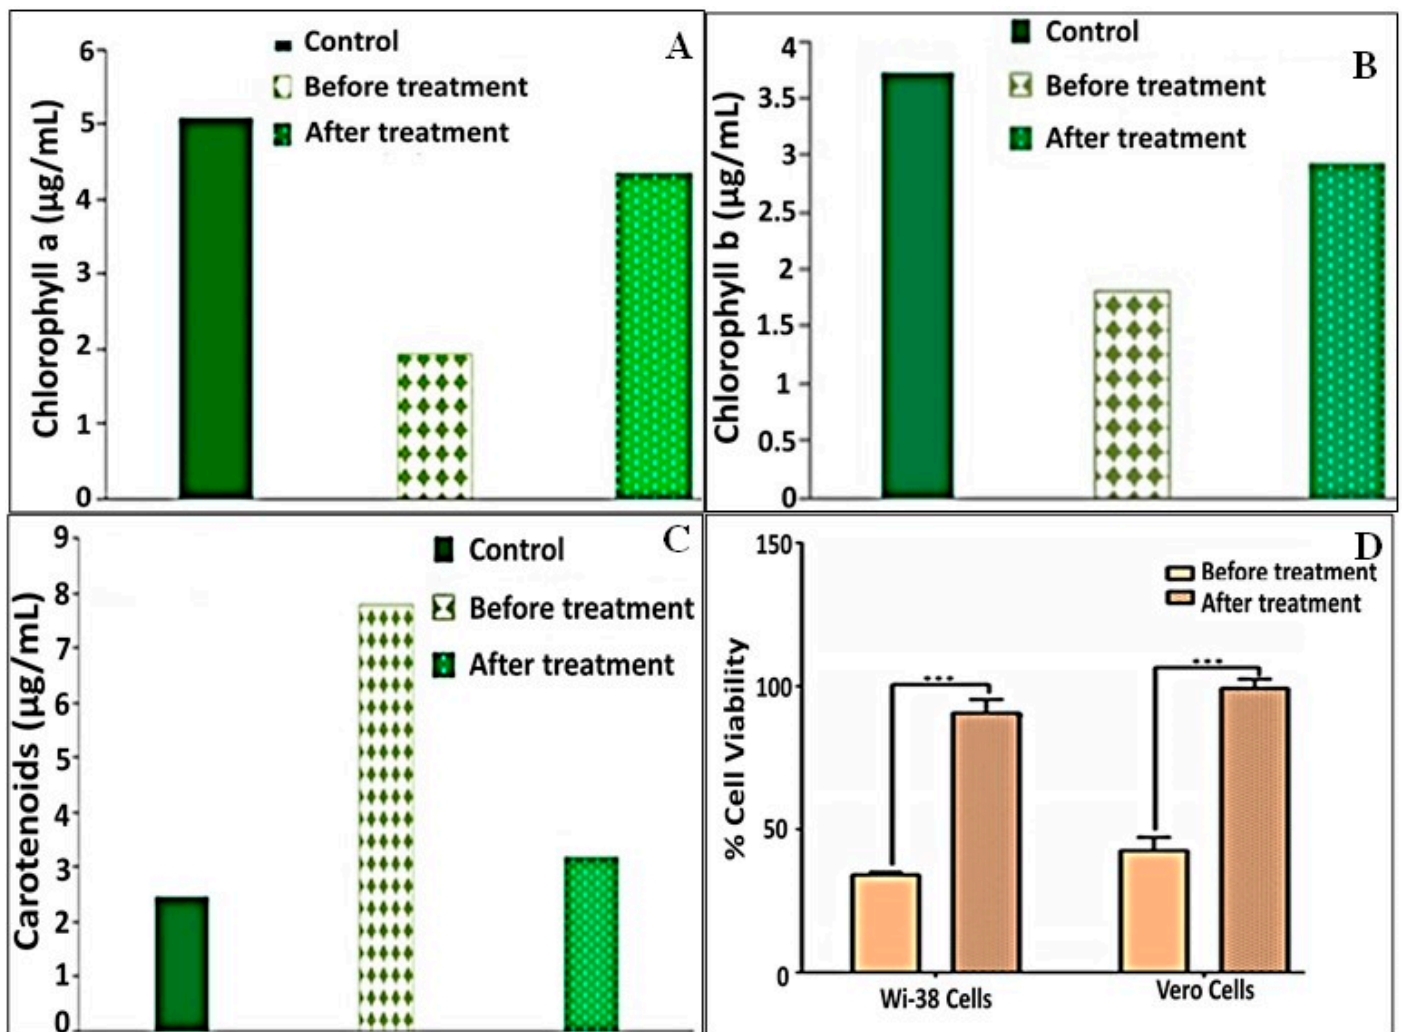 A
Control
Before treatment
After treatment
Chlorophyll a (µg/mL)
6
5
4
3
2
1
0
B
Control
Before treatment
After treatment
Chlorophyll b (µg/mL)
4
3.5
3
2.5
2
1.5
1
0.5
0
C
Control
Before treatment
After treatment
Carotenoids (µg/mL)
9
8
7
6
5
4
3
2
1
0
D
Before treatment
After treatment
% Cell Viability
150
100
50
0
***
***
Wi-38 Cells
Vero Cells